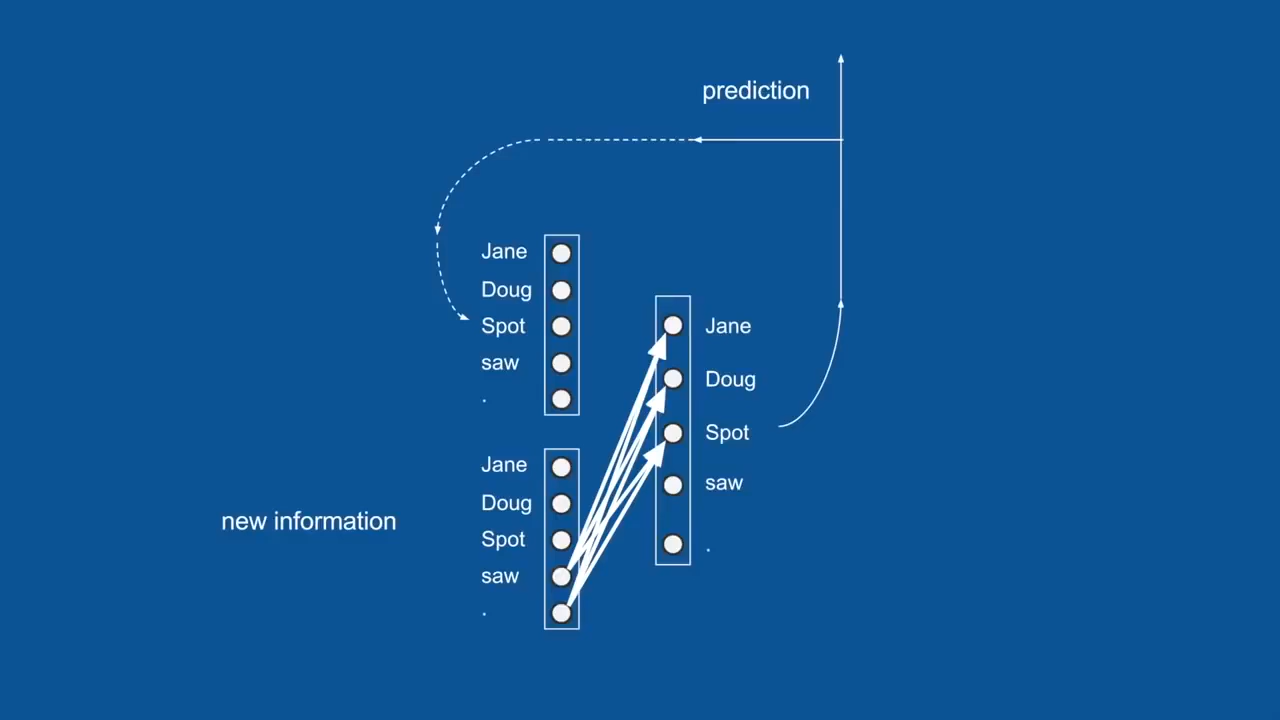 prediction
Jane
Doug
Spot
saw
.
Jane
Doug
Spot
saw
.
new information
Jane
Doug
Spot
saw
.